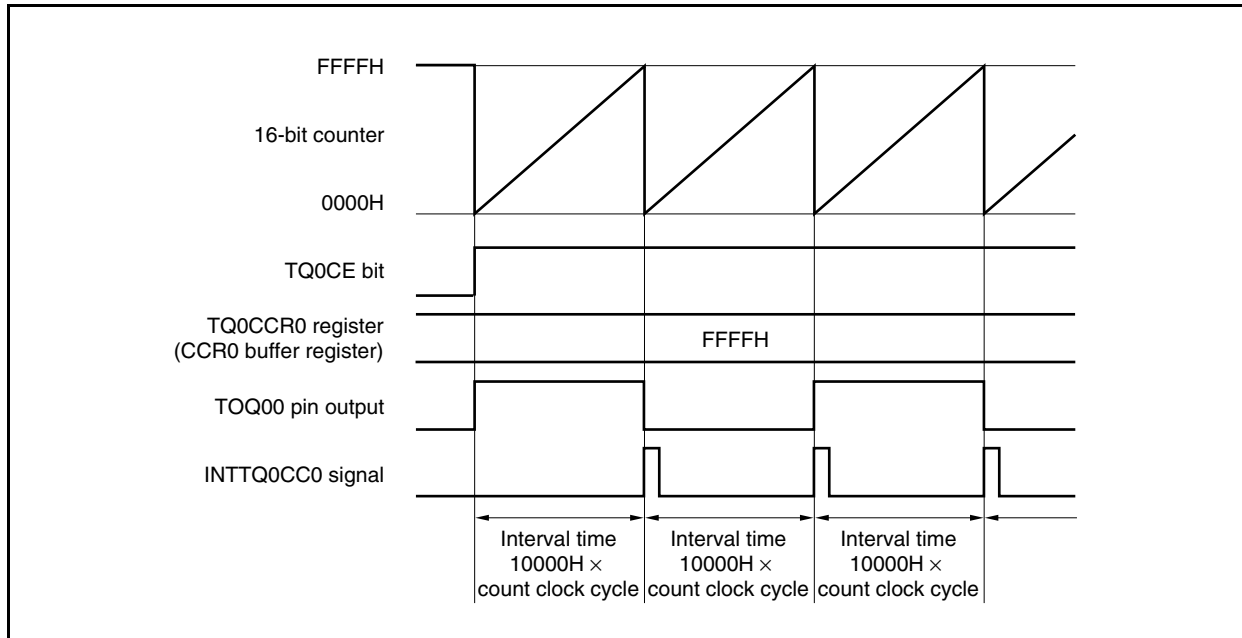 FFFFH
16-bit counter
0000H
TQ0CE bit
TQ0CCR0 register
(CCR0 buffer register)
FFFFH
TOQ00 pin output
INTTQ0CC0 signal
Interval time
10000H ×
count clock cycle
Interval time
10000H ×
count clock cycle
Interval time
10000H ×
count clock cycle